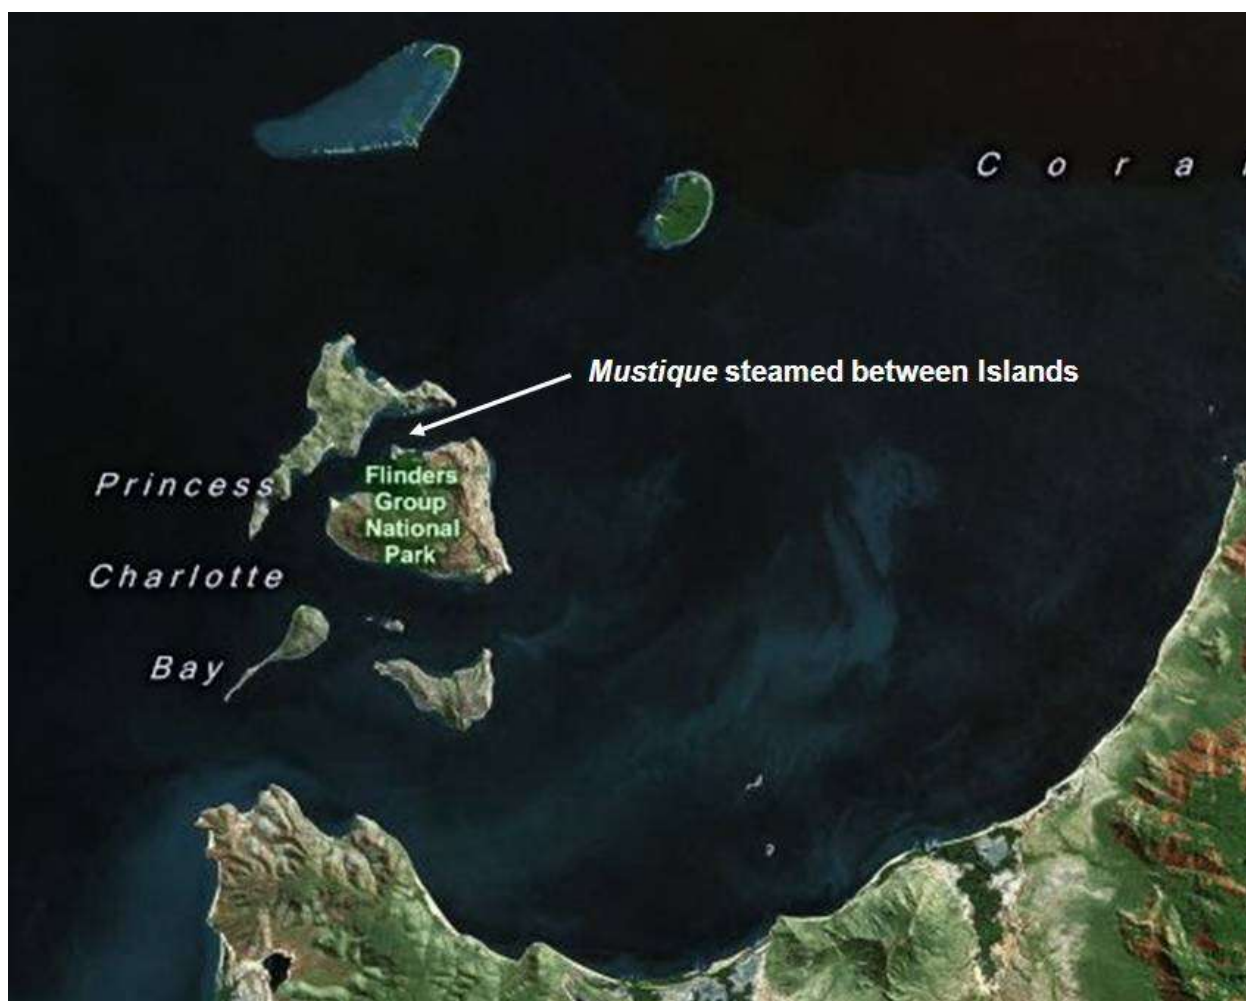 C o r a l
Mustique steamed between Islands
Princess
Flinders
Group
National
Park
Charlotte
Bay